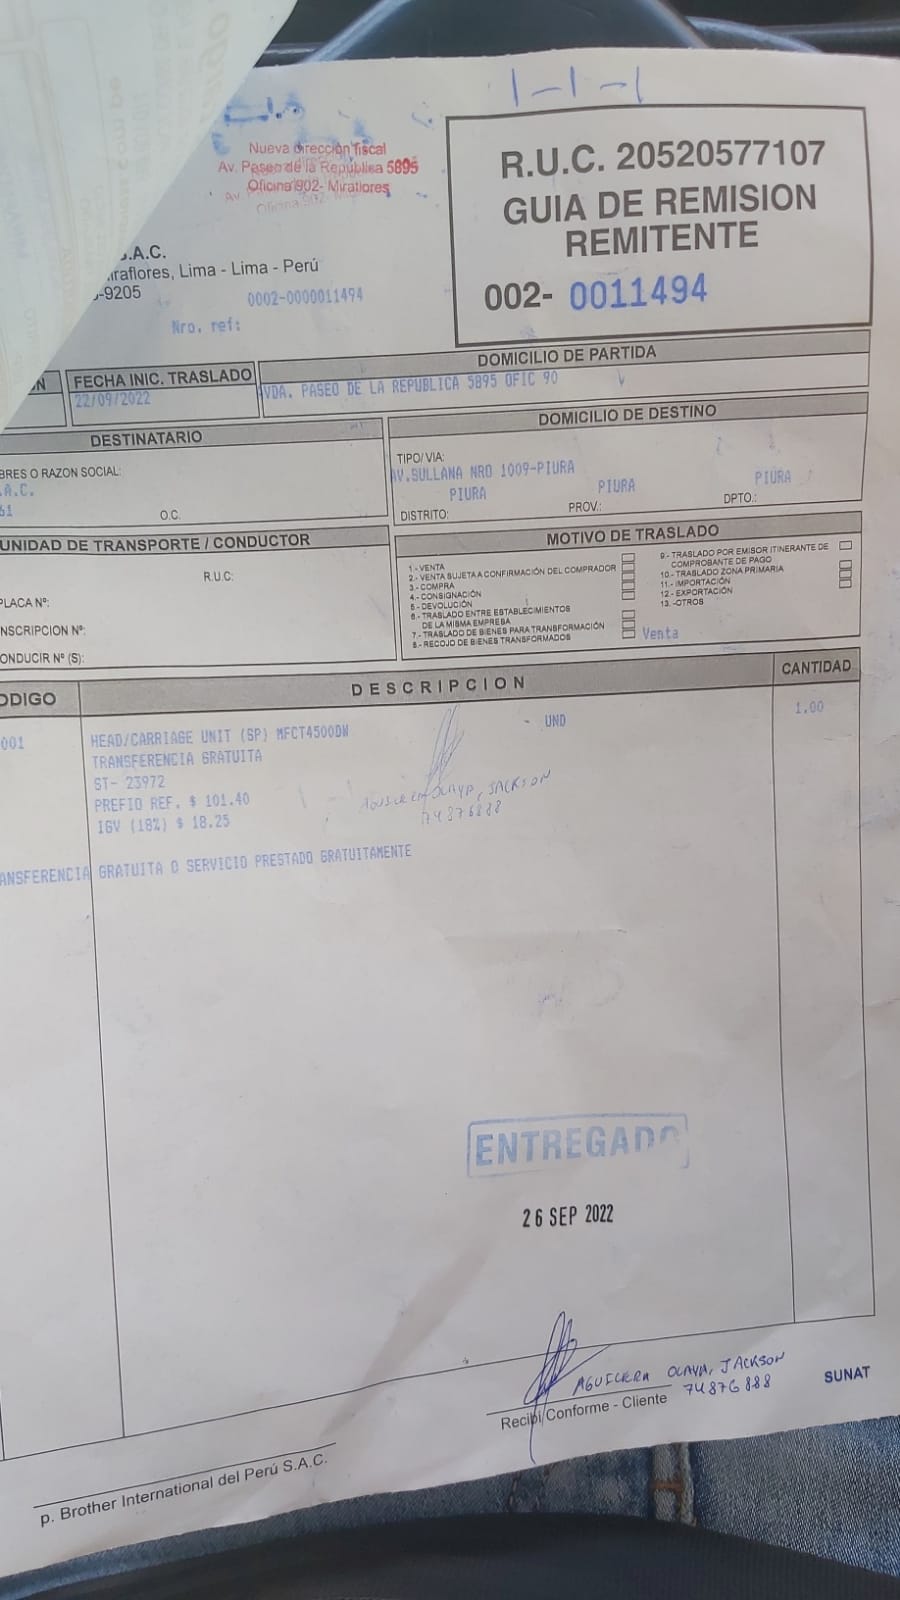 1-1-1
Nueva dirección fiscal
Av. Paseo de la República 5895
Oficina 902- Miraflores
R.U.C. 20520577107
GUIA DE REMISION
REMITENTE
002- 0011494
S.A.C.
Miraflores, Lima - Lima - Perú
-9205
0002-0000011494
Nro. ref:
FECHA INIC. TRASLADO
22/09/2022
DOMICILIO DE PARTIDA
AVDA. PASEO DE LA REPUBLICA 5895 OFIC 90
DESTINATARIO
BRES O RAZON SOCIAL:
.A.C.
61
O.C.
DOMICILIO DE DESTINO
TIPO/VIA:
AV.SULLANA NRO 1009-PIURA
PIURA PIURA PIURA
DISTRITO: PROV.: DPTO.:
UNIDAD DE TRANSPORTE / CONDUCTOR
R.U.C:
PLACA Nº:
INSCRIPCION Nº:
ONDUCIR Nº (S):
MOTIVO DE TRASLADO
1.- VENTA
2.- VENTA SUJETA A CONFIRMACIÓN DEL COMPRADOR
3.- COMPRA
4.- CONSIGNACIÓN
5.- DEVOLUCIÓN
6.- TRASLADO ENTRE ESTABLECIMIENTOS
DE LA MISMA EMPRESA
7.- TRASLADO DE BIENES PARA TRANSFORMACIÓN
8.- RECOJO DE BIENES TRANSFORMADOS
9.- TRASLADO POR EMISOR ITINERANTE DE
COMPROBANTE DE PAGO
10.- TRASLADO ZONA PRIMARIA
11.- IMPORTACIÓN
12.- EXPORTACIÓN
13.-OTROS
Venta
ODIGO DESCRIPCION CANTIDAD
001 HEAD/CARRIAGE UNIT (SP) MFCT4500DW UND 1.00
TRANSFERENCIA GRATUITA
ST- 23972
PREFIO REF. $ 101.40
IGV (18%) $ 18.25
AGUILERA OLAYA, JACKSON
74876888
ANSFERENCIA GRATUITA O SERVICIO PRESTADO GRATUITAMENTE
ENTREGADO
26 SEP 2022
AGUILERA OLAYA, JACKSON
74876888
Recibí Conforme - Cliente
SUNAT
p. Brother International del Perú S.A.C.